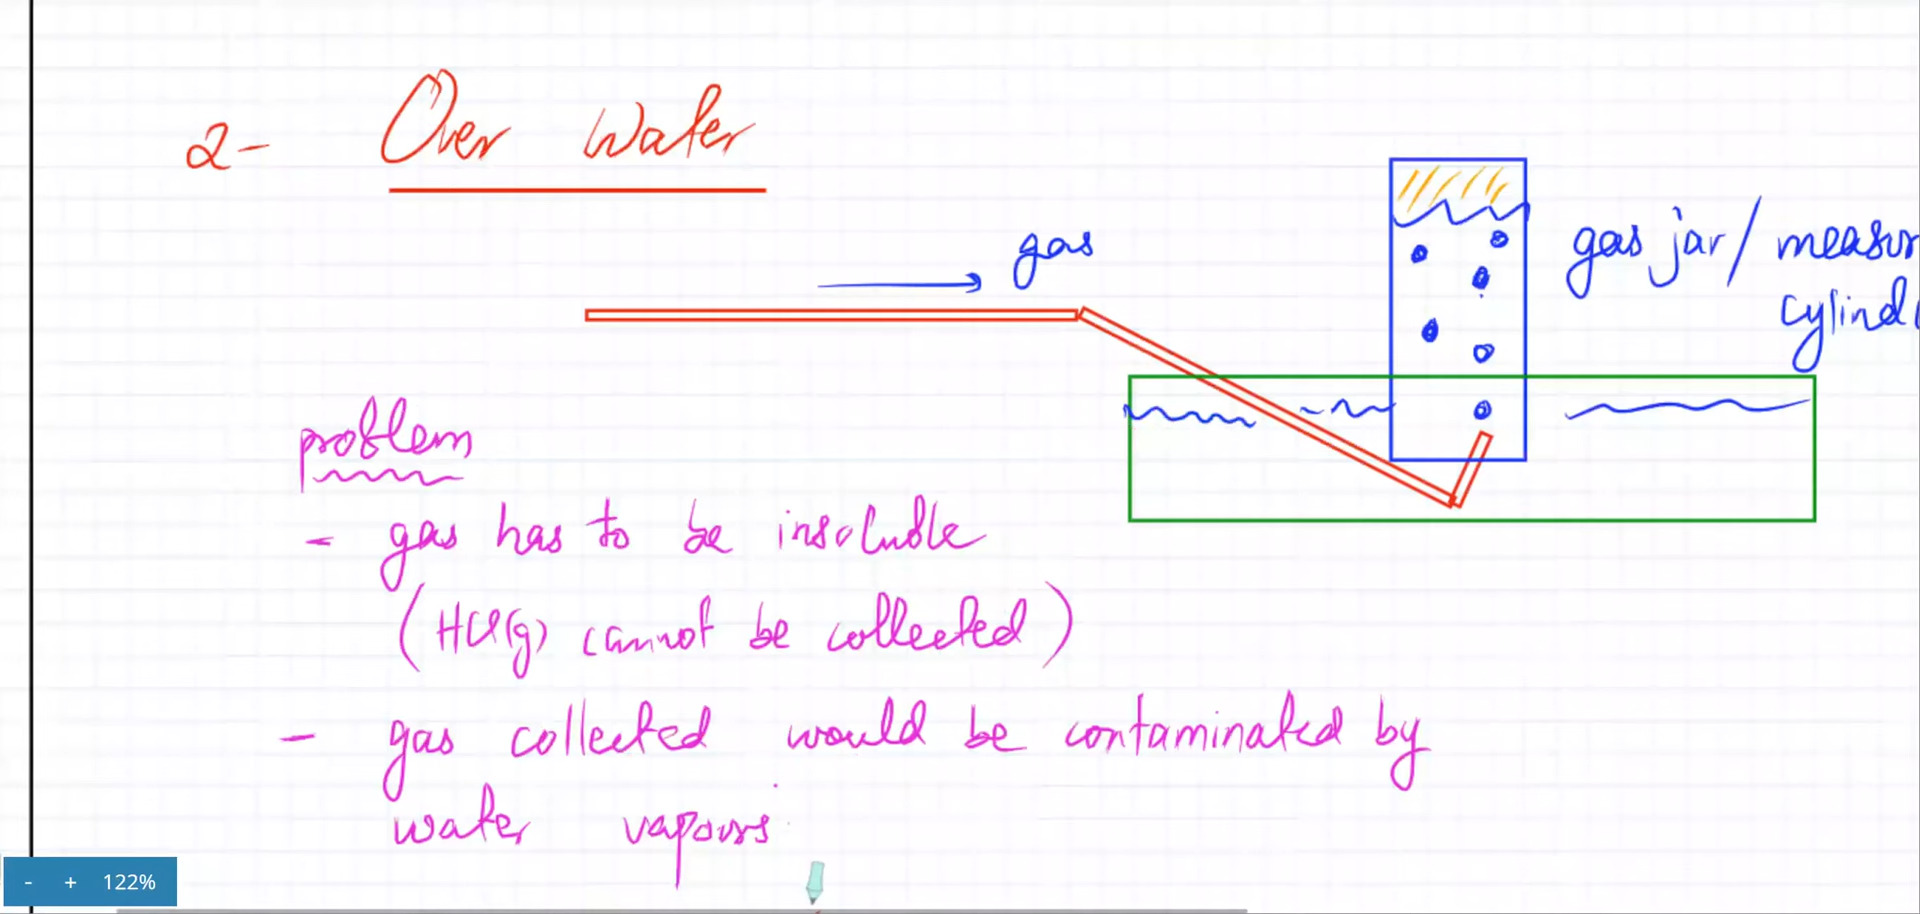 2- Over Water
gas
gas jar/ measur
cylind
problem
- gas has to be insoluble
(HCl(g) cannot be collected)
- gas collected would be contaminated by
water vapours
- + 122%